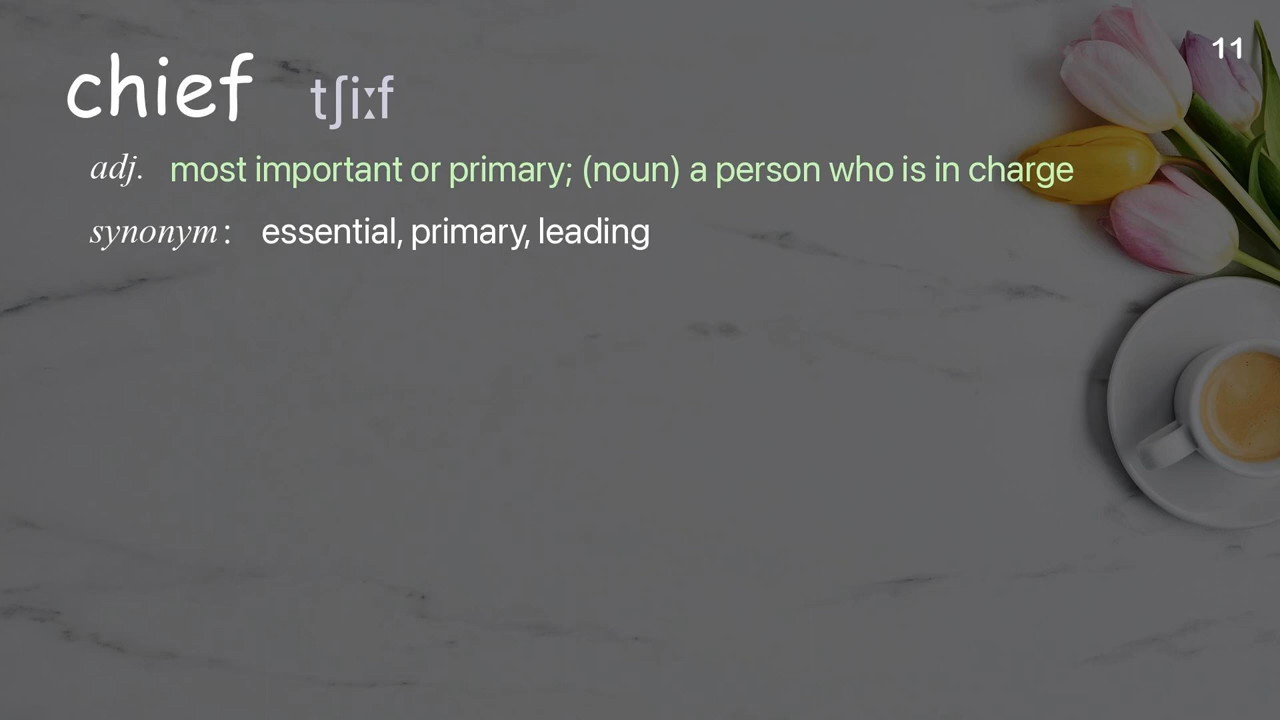 11
chief tʃiːf
adj. most important or primary; (noun) a person who is in charge
synonym: essential, primary, leading